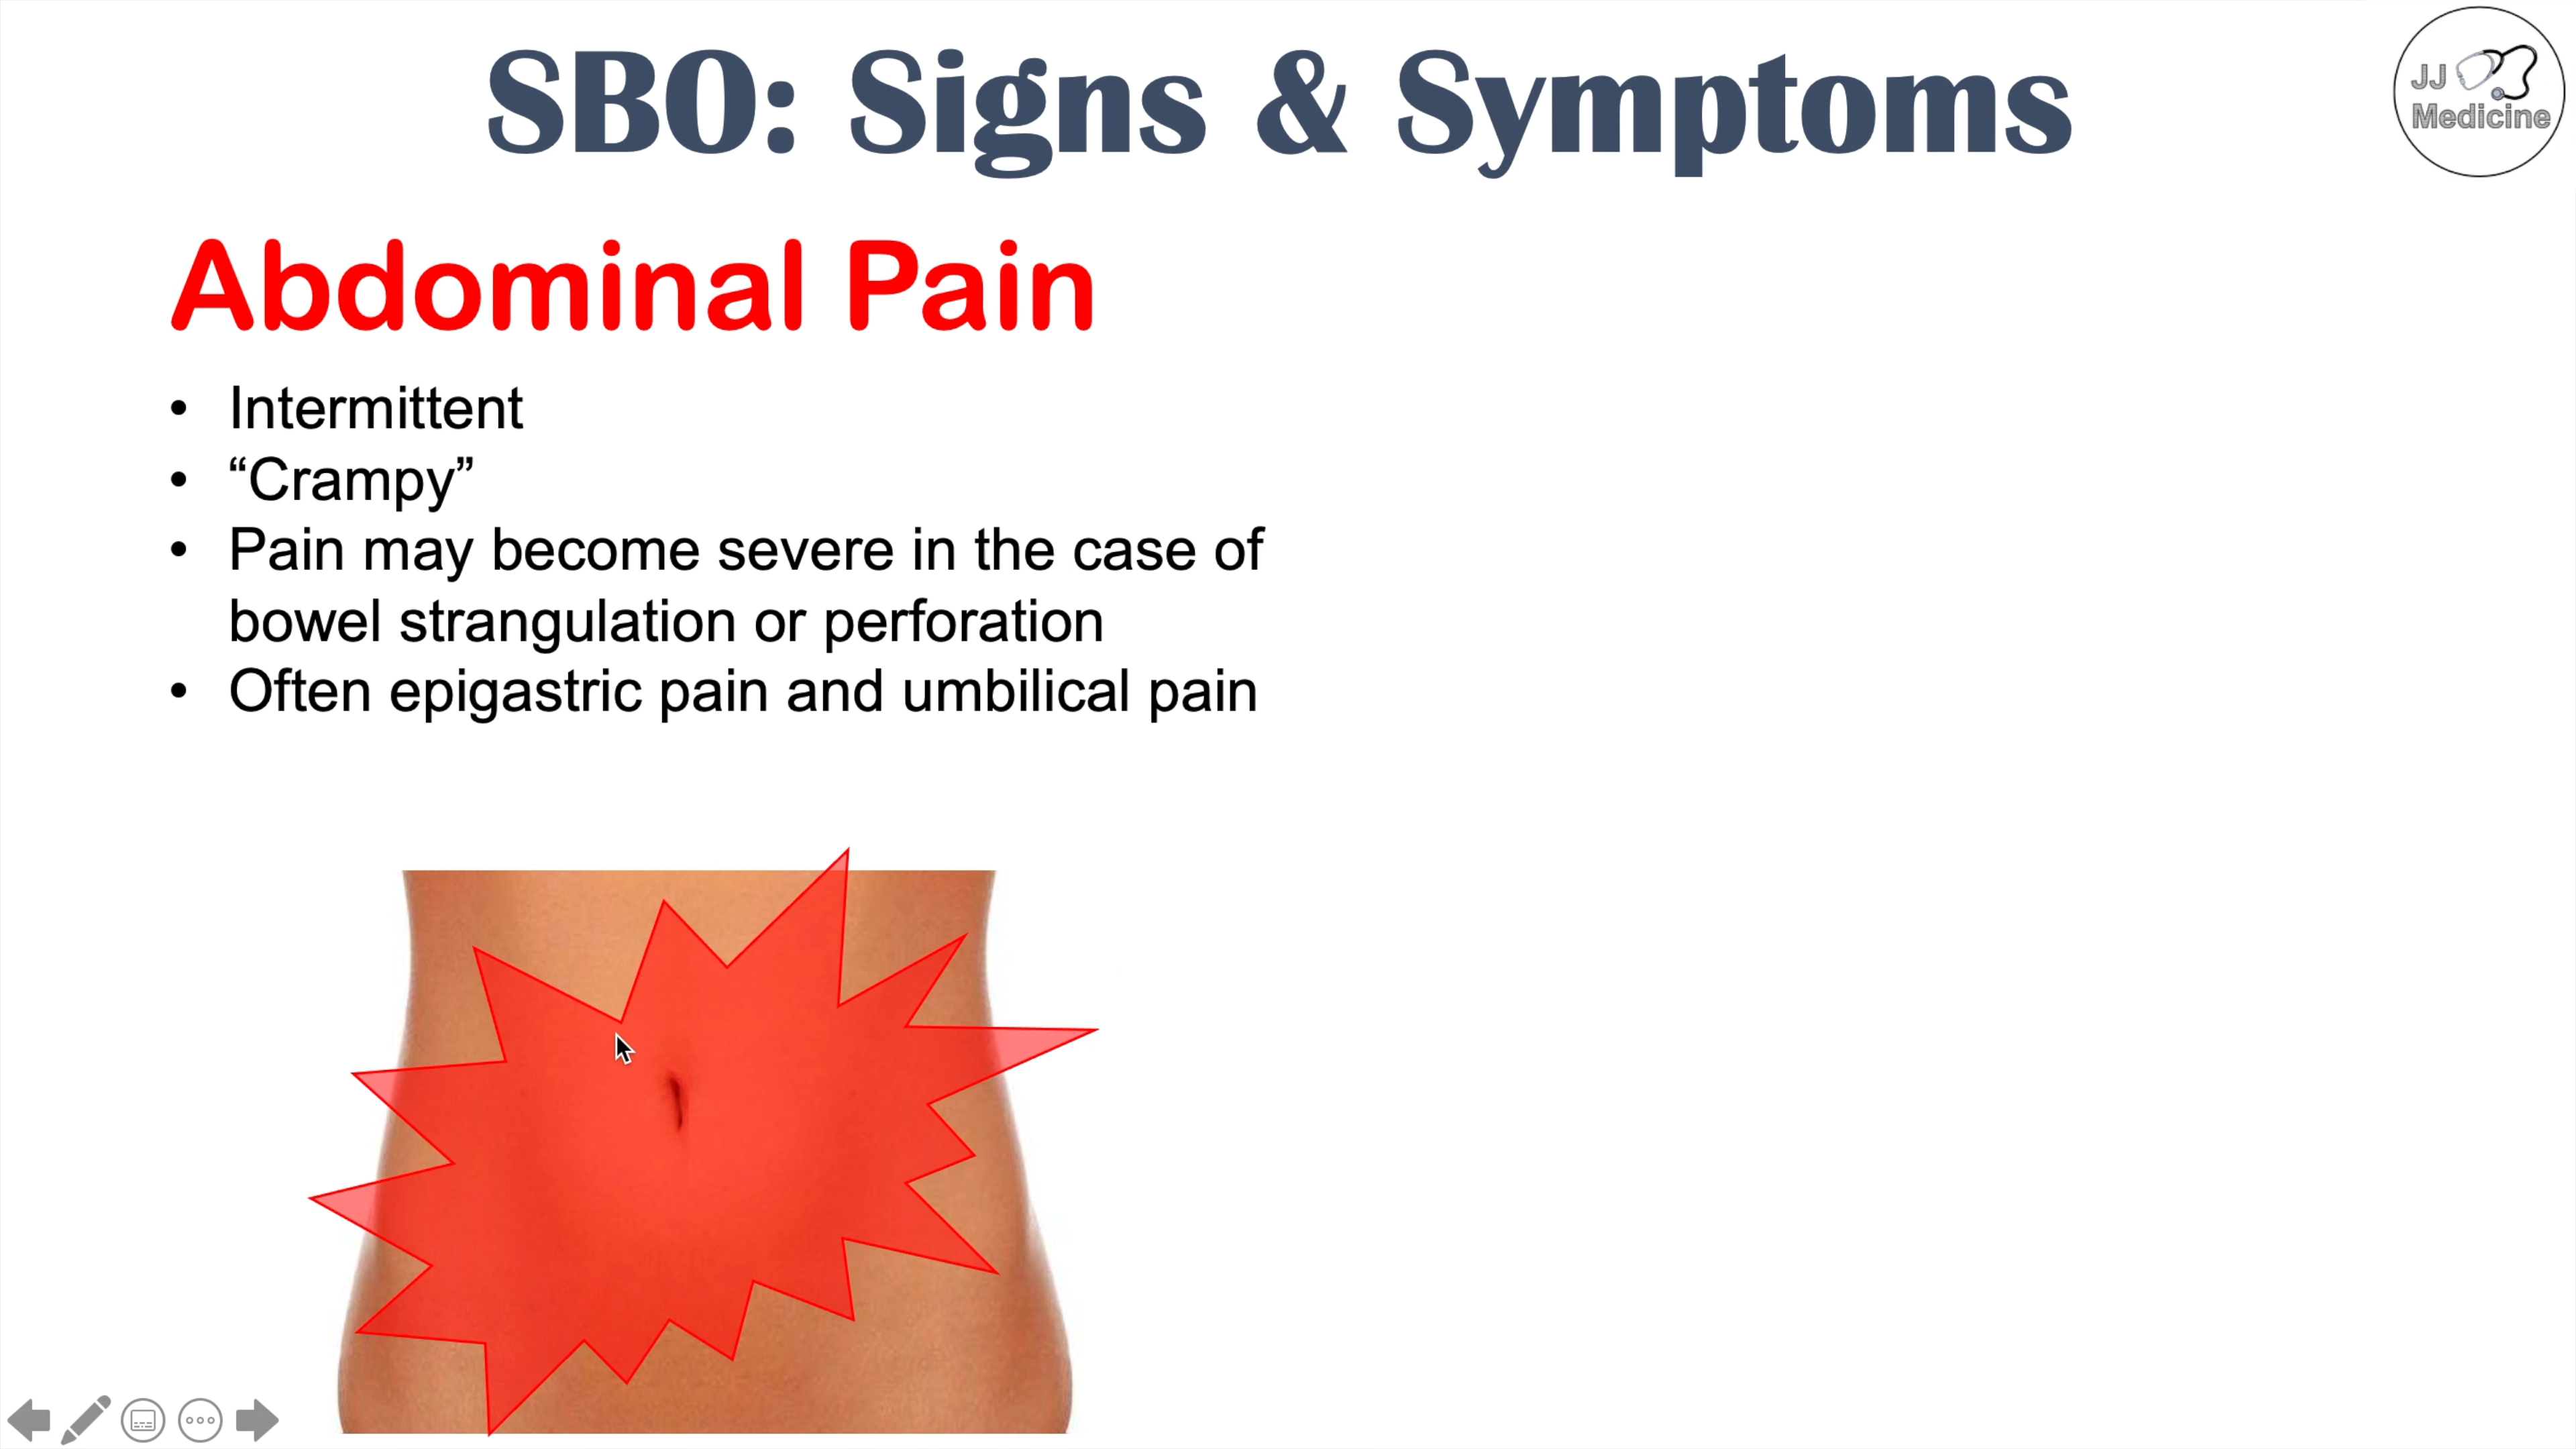 SBO: Signs & Symptoms
JJ
Medicine
Abdominal Pain
• Intermittent
• “Crampy”
• Pain may become severe in the case of
bowel strangulation or perforation
• Often epigastric pain and umbilical pain